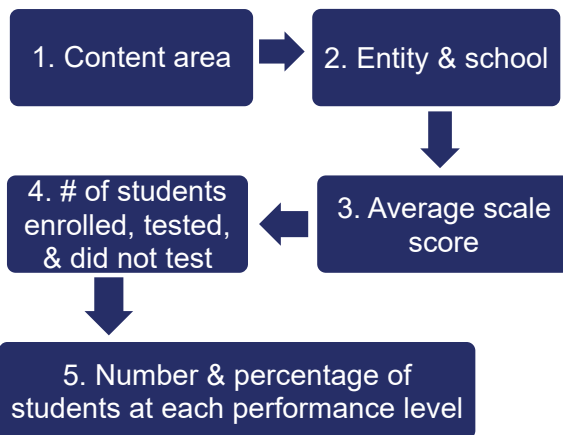 1. Content area
2. Entity & school
3. Average scale
score
4. # of students
enrolled, tested,
& did not test
5. Number & percentage of
students at each performance level